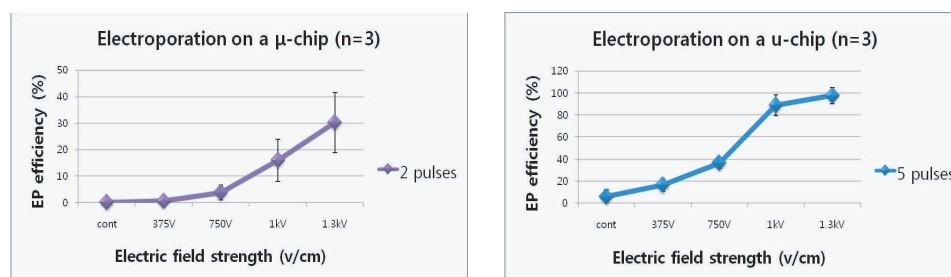 Electroporation on a μ-chip (n=3)
50
40
30
20
10
0
EP efficiency (%)
cont 375V 750V 1kV 1.3kV
Electric field strength (v/cm)
2 pulses
Electroporation on a u-chip (n=3)
120
100
80
60
40
20
0
EP efficiency (%)
cont 375V 750V 1kV 1.3kV
Electric field strength (v/cm)
5 pulses